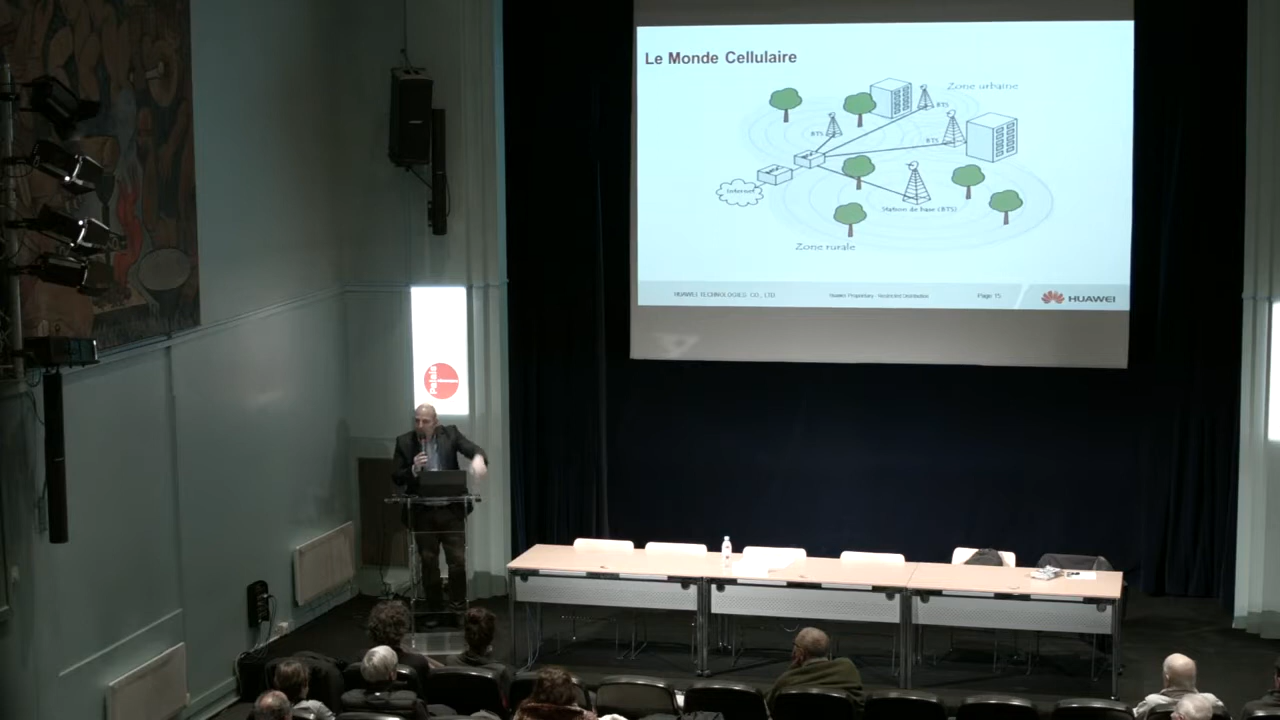 Le Monde Cellulaire
Zone urbaine
BTS
BTS
BTS
Internet
Station de base (BTS)
Zone rurale
HUAWEI TECHNOLOGIES CO., LTD
Huawei Proprietary - Restricted Distribution
Page 15
HUAWEI
Palais